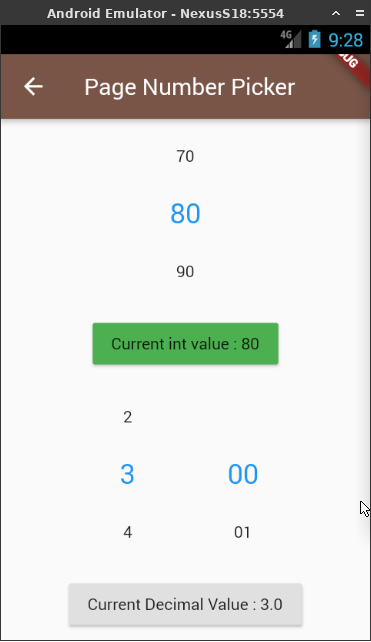 Android Emulator - NexusS18:5554
4G 9:28
Page Number Picker
70
80
90
Current int value : 80
2
3 00
4 01
Current Decimal Value : 3.0